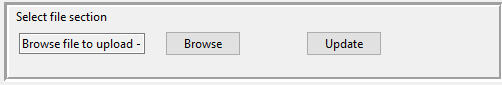 Select file section
Browse file to upload -
Browse
Update